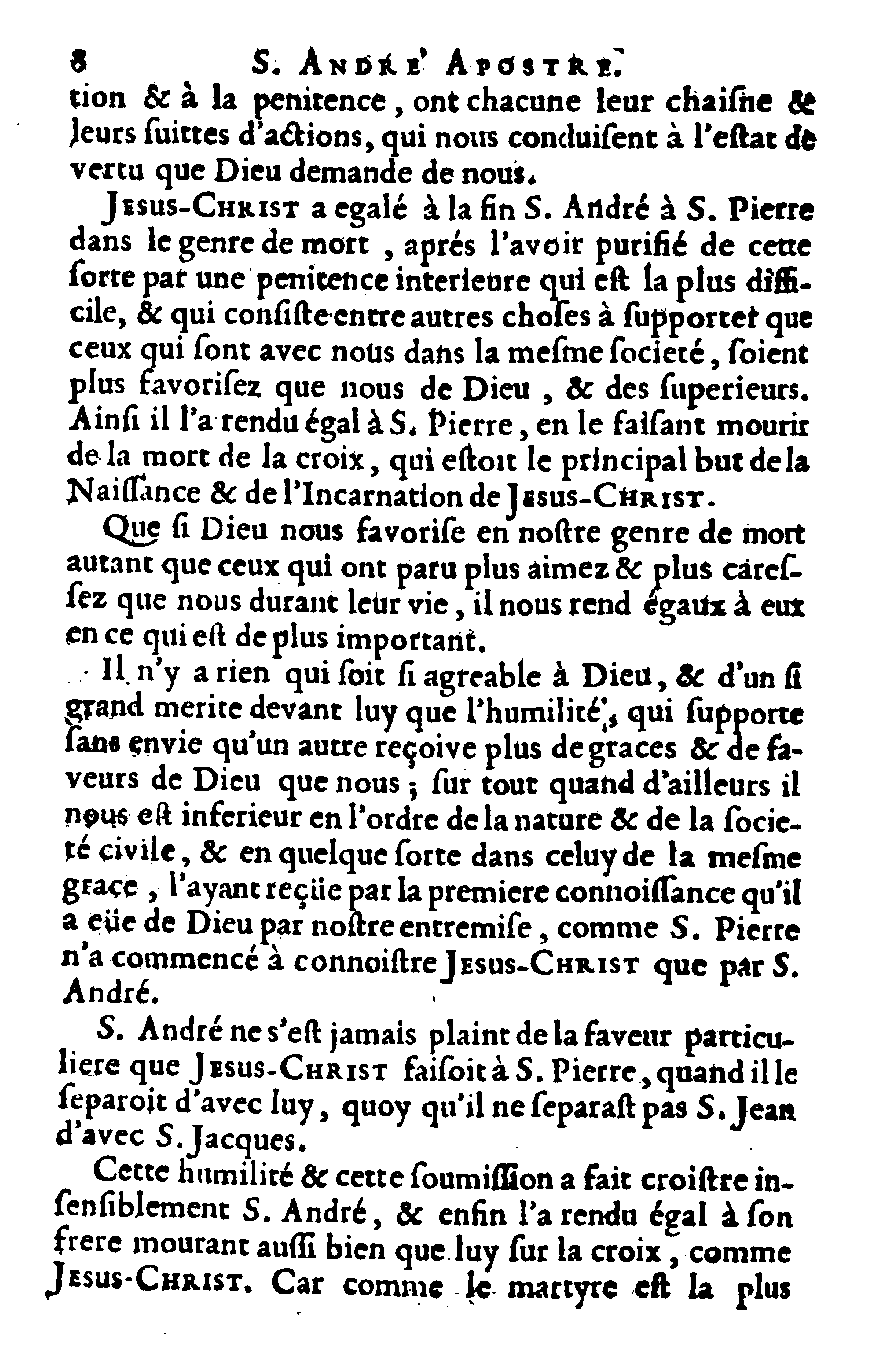 8 S. ANDRÉ APOSTRE.
tion & à la penitence, ont chacune leur chaiſne &
leurs ſuittes d'actions, qui nous conduiſent à l'eſtat de
vertu que Dieu demande de nous.
JESUS-CHRIST a egalé à la fin S. André à S. Pierre
dans le genre de mort, aprés l'avoir purifié de cette
ſorte par une penitence interieure qui eſt la plus diffi-
cile, & qui conſiſte entre autres choſes à ſupporter que
ceux qui ſont avec nous dans la meſme ſocieté, ſoient
plus favoriſez que nous de Dieu, & des ſuperieurs.
Ainſi il l'a rendu égal à S. Pierre, en le faiſant mourir
de la mort de la croix, qui eſtoit le principal but de la
Naiſſance & de l'Incarnation de JESUS-CHRIST.
Que ſi Dieu nous favoriſe en noſtre genre de mort
autant que ceux qui ont paru plus aimez & plus careſ-
ſez que nous durant leur vie, il nous rend égaux à eux
en ce qui eſt de plus important.
Il n'y a rien qui ſoit ſi agreable à Dieu, & d'un ſi
grand merite devant luy que l'humilité, qui ſupporte
ſans envie qu'un autre reçoive plus de graces & de fa-
veurs de Dieu que nous; ſur tout quand d'ailleurs il
nous eſt inferieur en l'ordre de la nature & de la ſocie-
té civile, & en quelque ſorte dans celuy de la meſme
grace, l'ayant reçüe par la premiere connoiſſance qu'il
a eüe de Dieu par noſtre entremiſe, comme S. Pierre
n'a commencé à connoiſtre JESUS-CHRIST que par S.
André.
S. André ne s'eſt jamais plaint de la faveur particu-
liere que JESUS-CHRIST faiſoit à S. Pierre, quand il le
ſeparoit d'avec luy, quoy qu'il ne ſeparaſt pas S. Jean
d'avec S. Jacques.
Cette humilité & cette ſoumiſſion a fait croiſtre in-
ſenſiblement S. André, & enfin l'a rendu égal à ſon
frere mourant auſſi bien que luy ſur la croix, comme
JESUS-CHRIST. Car comme le martyre eſt la plus